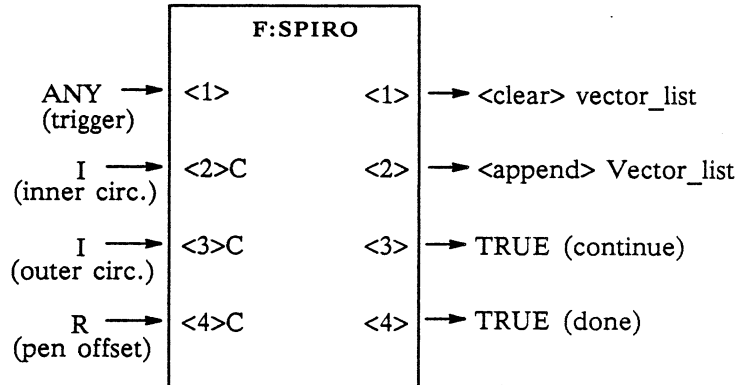 F:SPIRO
ANY → <1> <1> → <clear> vector_list
(trigger)
I → <2>C <2> → <append> Vector_list
(inner circ.)
I → <3>C <3> → TRUE (continue)
(outer circ.)
R → <4>C <4> → TRUE (done)
(pen offset)